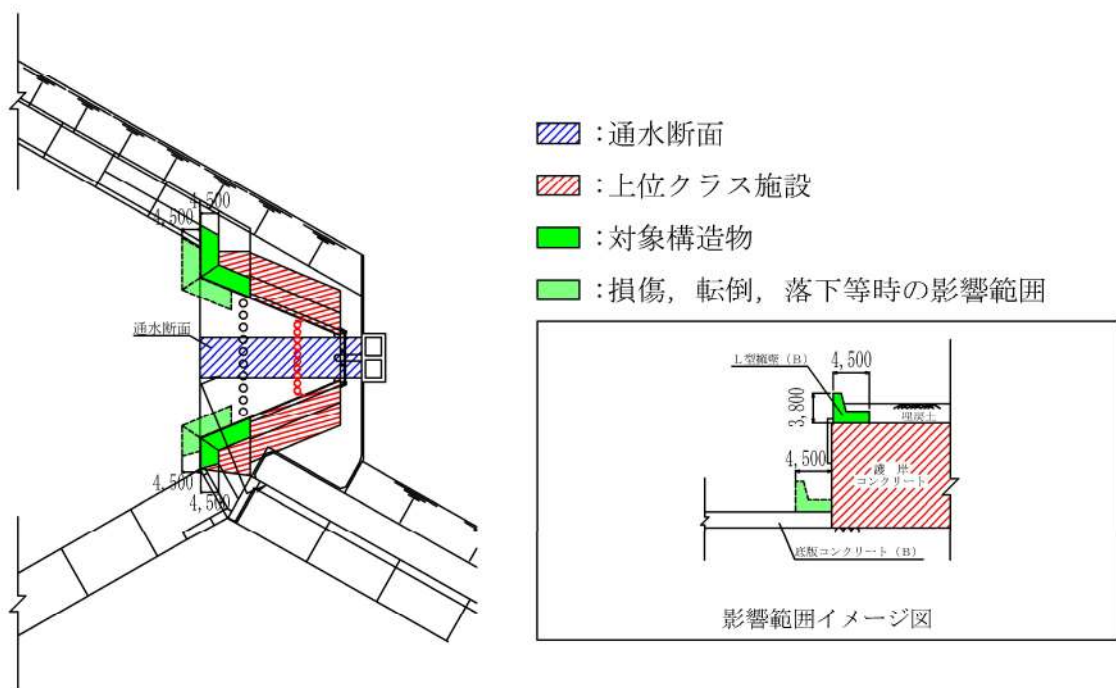 4,500
4,500
通水断面
4,500
4,500
:通水断面
:上位クラス施設
:対象構造物
:損傷，転倒，落下等時の影響範囲
L型擁壁（B）
4,500
3,800
埋戻土
4,500
護 岸
コンクリート
底版コンクリート（B）
影響範囲イメージ図